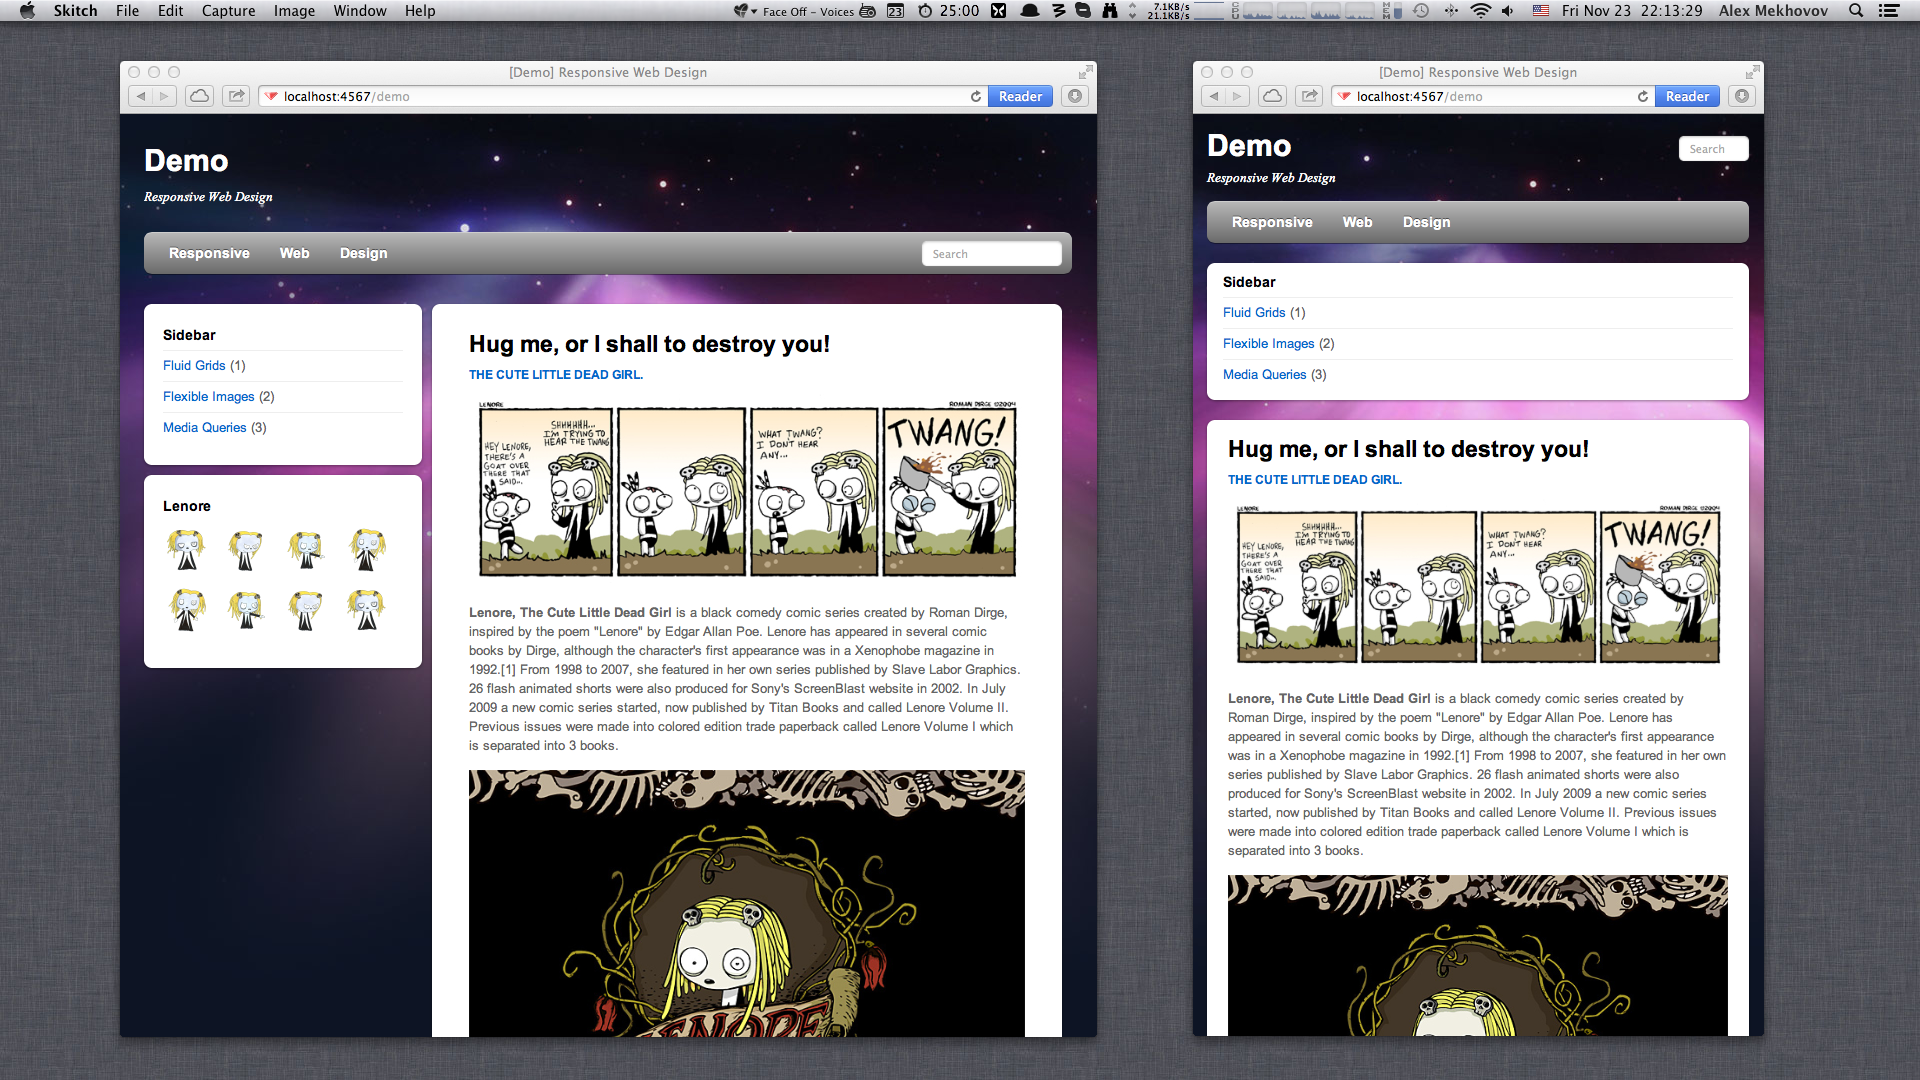 Skitch File Edit Capture Image Window Help
Face Off – Voices 23 25:00 7.1KB/s 21.1KB/s CPU MEM Fri Nov 23 22:13:29 Alex Mekhovov
[Demo] Responsive Web Design
localhost:4567/demo Reader
Demo
Responsive Web Design
Responsive Web Design Search
Sidebar
Fluid Grids (1)
Flexible Images (2)
Media Queries (3)
Lenore
Hug me, or I shall to destroy you!
THE CUTE LITTLE DEAD GIRL.
LENORE ROMAN DIRGE ©2004
HEY LENORE,
THERE'S A
GOAT OVER
THERE THAT
SAID...
SHHHHHH...
I'M TRYING TO
HEAR THE TWANG
WHAT TWANG?
I DON'T HEAR
ANY...
TWANG!
Lenore, The Cute Little Dead Girl is a black comedy comic series created by Roman Dirge,
inspired by the poem "Lenore" by Edgar Allan Poe. Lenore has appeared in several comic
books by Dirge, although the character's first appearance was in a Xenophobe magazine in
1992.[1] From 1998 to 2007, she featured in her own series published by Slave Labor Graphics.
26 flash animated shorts were also produced for Sony's ScreenBlast website in 2002. In July
2009 a new comic series started, now published by Titan Books and called Lenore Volume II.
Previous issues were made into colored edition trade paperback called Lenore Volume I which
is separated into 3 books.
LENORE
[Demo] Responsive Web Design
localhost:4567/demo Reader
Demo
Search
Responsive Web Design
Responsive Web Design
Sidebar
Fluid Grids (1)
Flexible Images (2)
Media Queries (3)
Hug me, or I shall to destroy you!
THE CUTE LITTLE DEAD GIRL.
LENORE ROMAN DIRGE ©2004
HEY LENORE,
THERE'S A
GOAT OVER
THERE THAT
SAID...
SHHHHHH...
I'M TRYING TO
HEAR THE TWANG
WHAT TWANG?
I DON'T HEAR
ANY...
TWANG!
Lenore, The Cute Little Dead Girl is a black comedy comic series created by
Roman Dirge, inspired by the poem "Lenore" by Edgar Allan Poe. Lenore has
appeared in several comic books by Dirge, although the character's first appearance
was in a Xenophobe magazine in 1992.[1] From 1998 to 2007, she featured in her own
series published by Slave Labor Graphics. 26 flash animated shorts were also
produced for Sony's ScreenBlast website in 2002. In July 2009 a new comic series
started, now published by Titan Books and called Lenore Volume II. Previous issues
were made into colored edition trade paperback called Lenore Volume I which is
separated into 3 books.